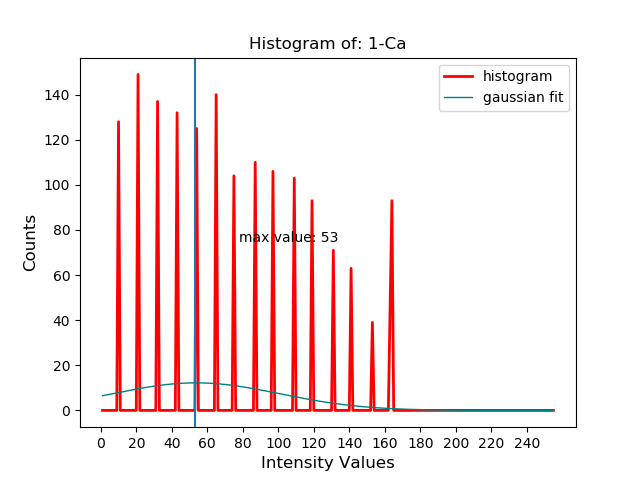 Histogram of: 1-Ca
histogram
gaussian fit
140
120
100
80
60
40
20
0
Counts
max value: 53
0 20 40 60 80 100 120 140 160 180 200 220 240
Intensity Values